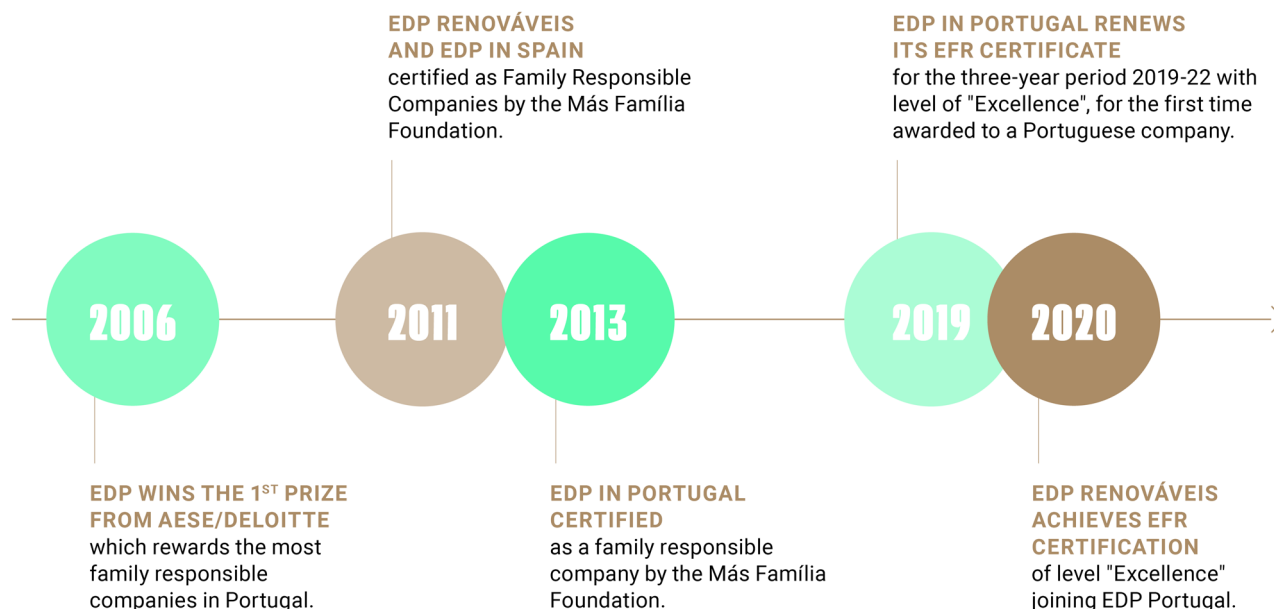 EDP RENOVÁVEIS
AND EDP IN SPAIN
certified as Family Responsible
Companies by the Más Família
Foundation.
EDP IN PORTUGAL RENEWS
ITS EFR CERTIFICATE
for the three-year period 2019-22 with
level of "Excellence", for the first time
awarded to a Portuguese company.
2006
2011
2013
2019
2020
EDP WINS THE 1ST PRIZE
FROM AESE/DELOITTE
which rewards the most
family responsible
companies in Portugal.
EDP IN PORTUGAL
CERTIFIED
as a family responsible
company by the Más Família
Foundation.
EDP RENOVÁVEIS
ACHIEVES EFR
CERTIFICATION
of level "Excellence"
joining EDP Portugal.